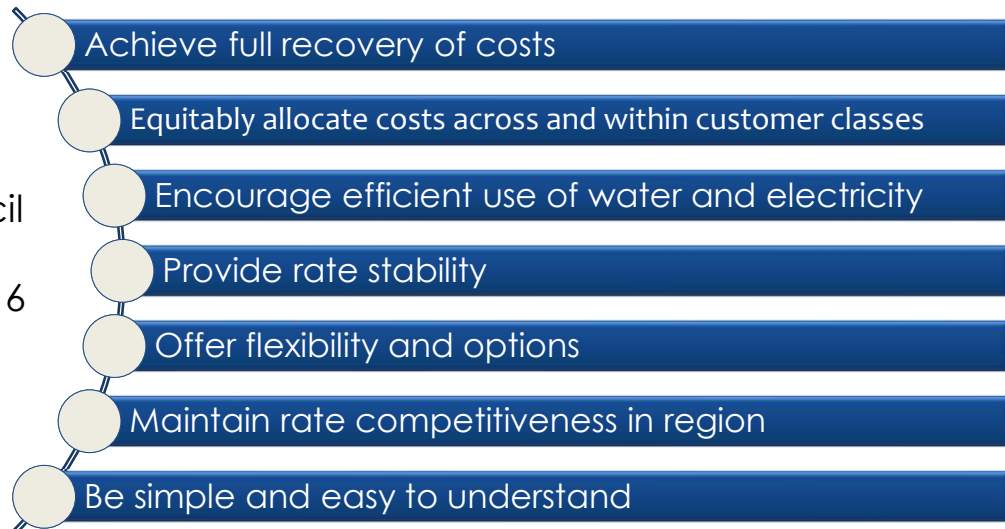 Achieve full recovery of costs
Equitably allocate costs across and within customer classes
Encourage efficient use of water and electricity
Provide rate stability
Offer flexibility and options
Maintain rate competitiveness in region
Be simple and easy to understand
6